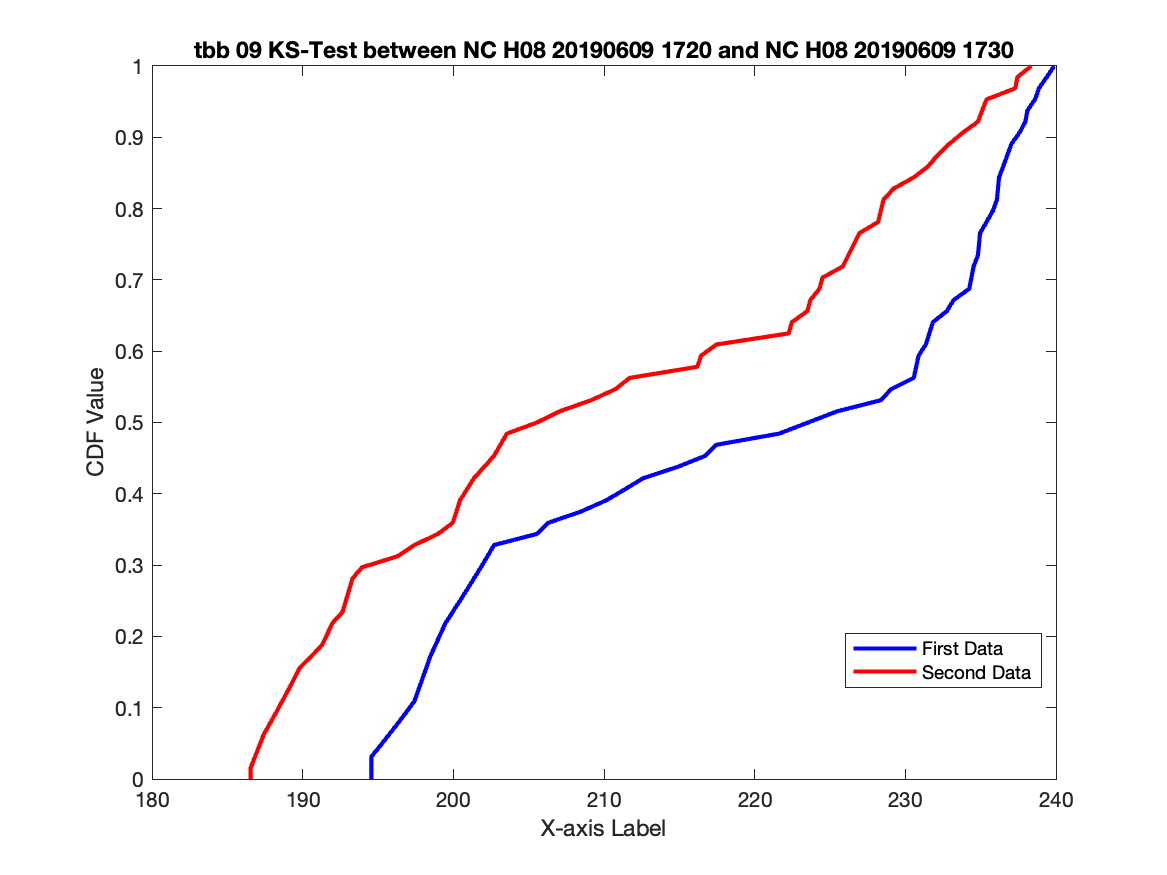 tbb 09 KS-Test between NC H08 20190609 1720 and NC H08 20190609 1730
1
0.9
0.8
0.7
0.6
0.5
0.4
0.3
0.2
0.1
0
CDF Value
First Data
Second Data
180 190 200 210 220 230 240
X-axis Label